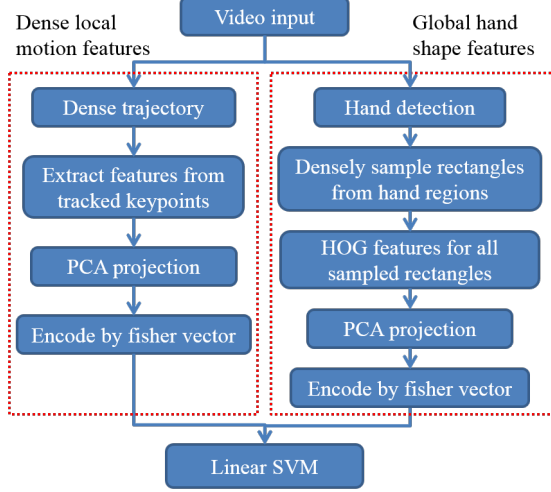 Dense local
motion features
Video input
Global hand
shape features
Dense trajectory
Extract features from
tracked keypoints
PCA projection
Encode by fisher vector
Hand detection
Densely sample rectangles
from hand regions
HOG features for all
sampled rectangles
PCA projection
Encode by fisher vector
Linear SVM